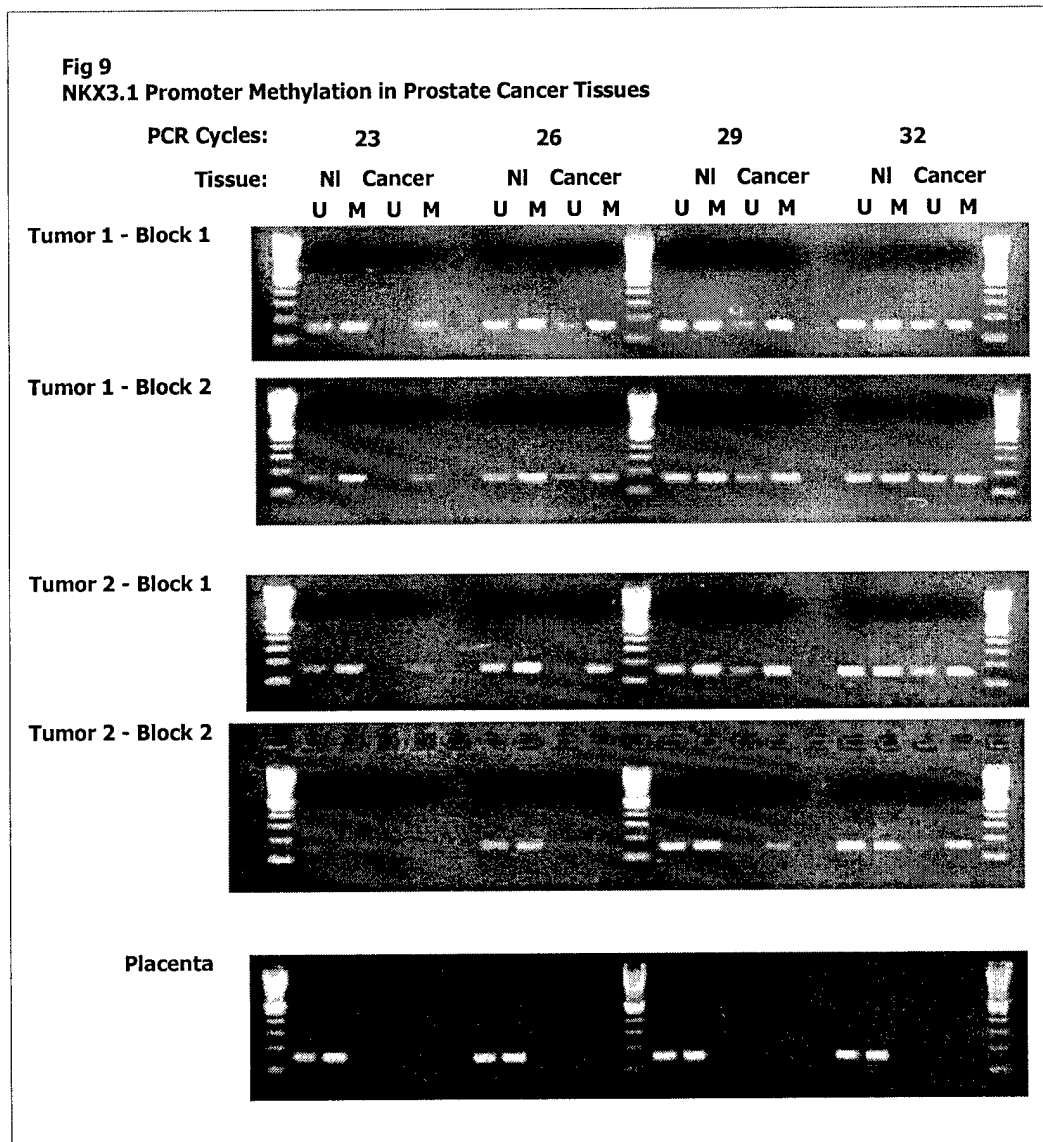 Fig 9
NKX3.1 Promoter Methylation in Prostate Cancer Tissues
PCR Cycles: 23 26 29 32
Tissue: Nl Cancer Nl Cancer Nl Cancer Nl Cancer
U M U M U M U M U M U M U M U M
Tumor 1 - Block 1
Tumor 1 - Block 2
Tumor 2 - Block 1
Tumor 2 - Block 2
Placenta